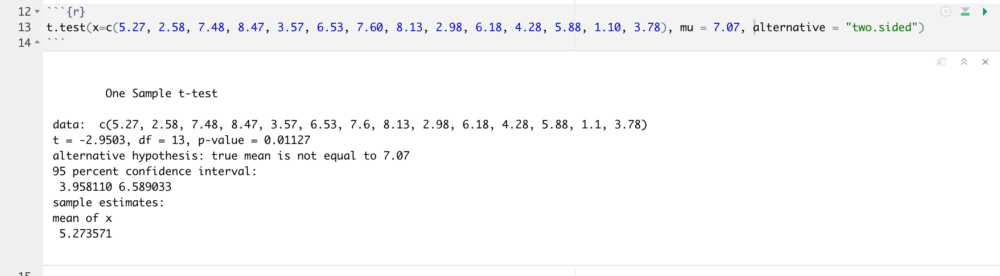 12 ```{r}
13 t.test(x=c(5.27, 2.58, 7.48, 8.47, 3.57, 6.53, 7.60, 8.13, 2.98, 6.18, 4.28, 5.88, 1.10, 3.78), mu = 7.07, alternative = "two.sided")
14 ```
One Sample t-test
data:  c(5.27, 2.58, 7.48, 8.47, 3.57, 6.53, 7.6, 8.13, 2.98, 6.18, 4.28, 5.88, 1.1, 3.78)
t = -2.9503, df = 13, p-value = 0.01127
alternative hypothesis: true mean is not equal to 7.07
95 percent confidence interval:
3.958110 6.589033
sample estimates:
mean of x
5.273571
15